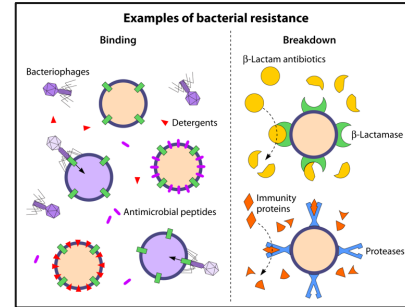 Examples of bacterial resistance
Binding
Bacteriophages
Detergents
Antimicrobial peptides
Breakdown
β-Lactam antibiotics
β-Lactamase
Immunity
proteins
Proteases